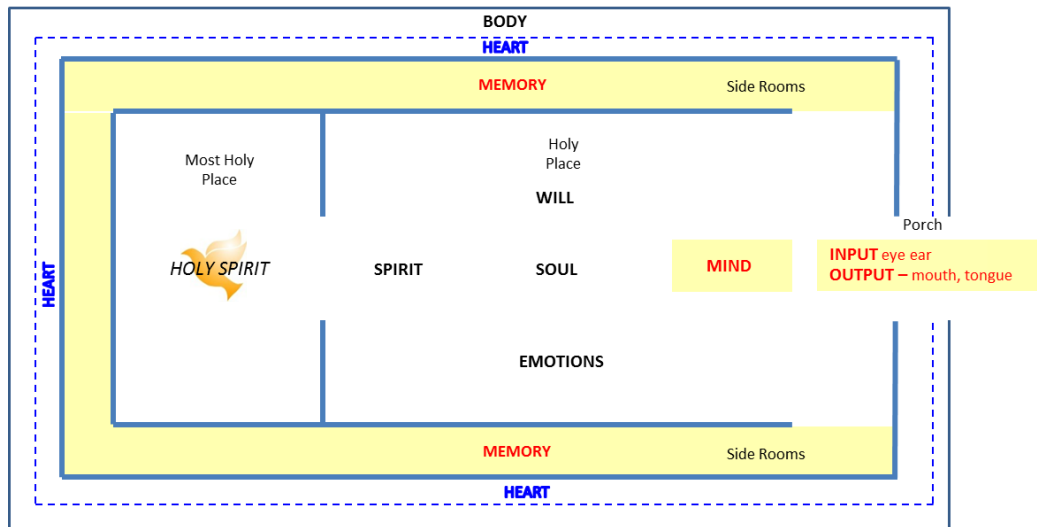 BODY
HEART
MEMORY
Side Rooms
Most Holy
Place
Holy
Place
WILL
Porch
HOLY SPIRIT
SPIRIT
SOUL
MIND
INPUT eye ear
OUTPUT – mouth, tongue
HEART
EMOTIONS
MEMORY
Side Rooms
HEART